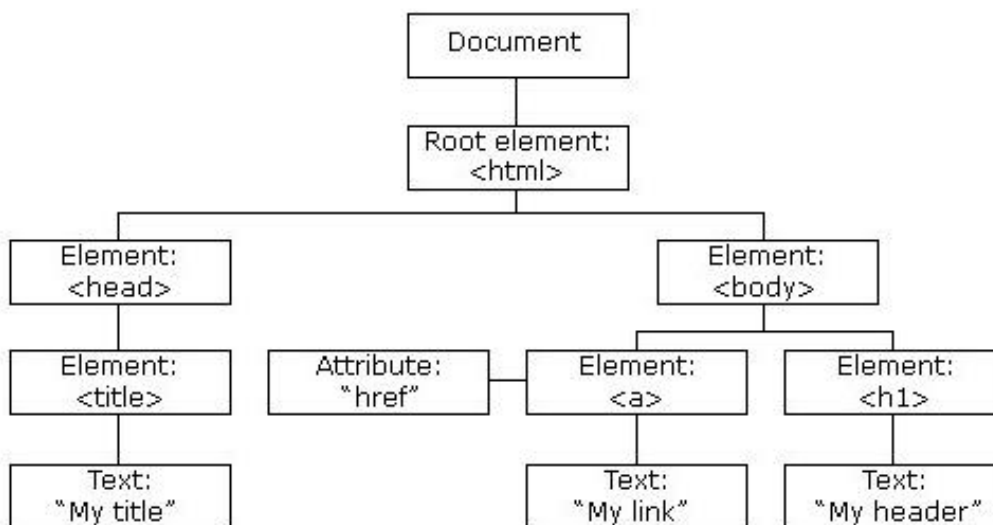 Document
Root element:
<html>
Element:
<head>
Element:
<body>
Element:
<title>
Attribute:
“href”
Element:
<a>
Element:
<h1>
Text:
“My title”
Text:
“My link”
Text:
“My header”